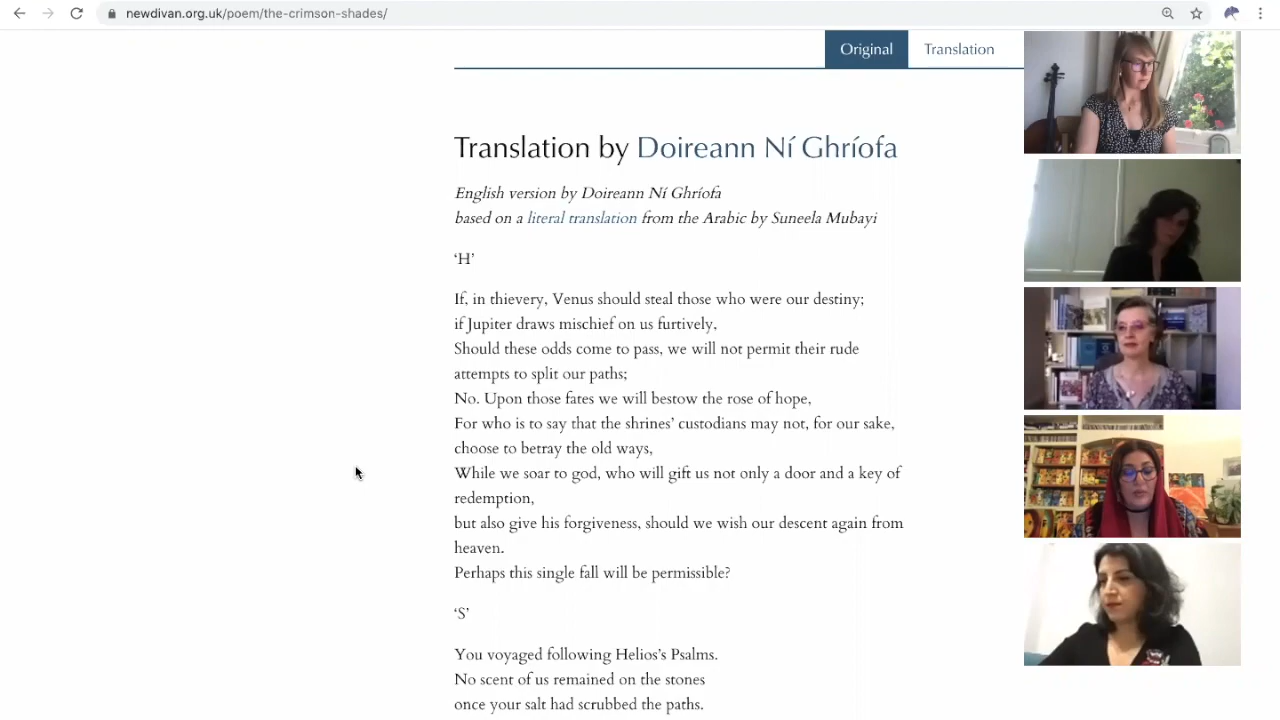 newdivan.org.uk/poem/the-crimson-shades/
Original
Translation
Translation by Doireann Ní Ghríofa
English version by Doireann Ní Ghríofa
based on a literal translation from the Arabic by Suneela Mubayi
‘H’
If, in thievery, Venus should steal those who were our destiny;
if Jupiter draws mischief on us furtively,
Should these odds come to pass, we will not permit their rude
attempts to split our paths;
No. Upon those fates we will bestow the rose of hope,
For who is to say that the shrines’ custodians may not, for our sake,
choose to betray the old ways,
While we soar to god, who will gift us not only a door and a key of
redemption,
but also give his forgiveness, should we wish our descent again from
heaven.
Perhaps this single fall will be permissible?
‘S’
You voyaged following Helios’s Psalms.
No scent of us remained on the stones
once your salt had scrubbed the paths.